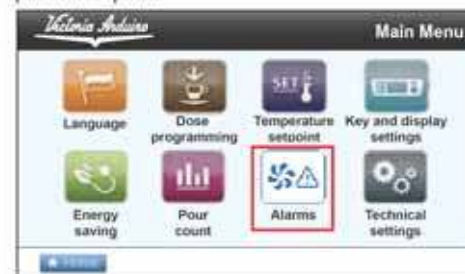 Victoria Arduino
Main Menu
SET
Language
Dose programming
Temperature setpoint
Key and display settings
Energy saving
Pour count
Alarms
Technical settings